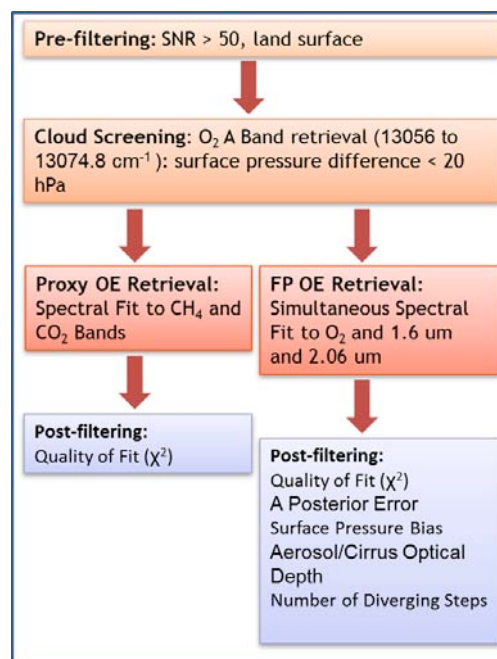 Pre-filtering: SNR > 50, land surface
Cloud Screening: O₂ A Band retrieval (13056 to
13074.8 cm⁻¹ ): surface pressure difference < 20
hPa
Proxy OE Retrieval:
Spectral Fit to CH₄ and
CO₂ Bands
Post-filtering:
Quality of Fit (χ²)
FP OE Retrieval:
Simultaneous Spectral
Fit to O₂ and 1.6 um
and 2.06 um
Post-filtering:
Quality of Fit (χ²)
A Posterior Error
Surface Pressure Bias
Aerosol/Cirrus Optical
Depth
Number of Diverging Steps